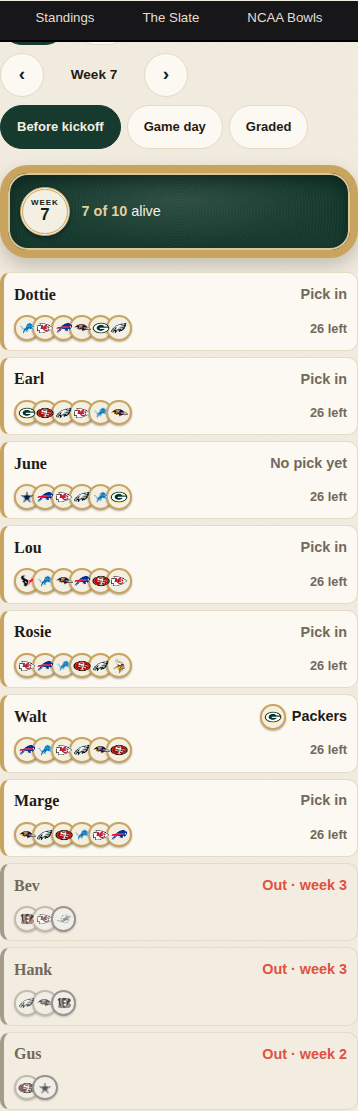 Standings The Slate NCAA Bowls
‹ Week 7 ›
Before kickoff Game day Graded
WEEK
7
7 of 10 alive
Dottie Pick in
26 left
Earl Pick in
26 left
June No pick yet
26 left
Lou Pick in
26 left
Rosie Pick in
26 left
Walt Packers
26 left
Marge Pick in
26 left
Bev Out · week 3
Hank Out · week 3
Gus Out · week 2